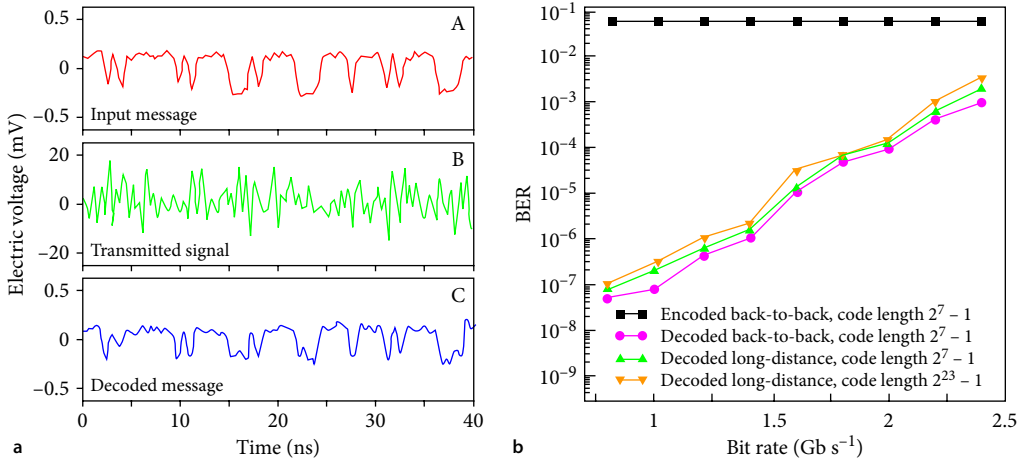 Electric voltage (mV)
0.5
0
−0.5
A
Input message
20
0
−20
B
Transmitted signal
0.5
0
−0.5
C
Decoded message
0
10
20
30
40
a
Time (ns)
BER
10⁻¹
10⁻²
10⁻³
10⁻⁴
10⁻⁵
10⁻⁶
10⁻⁷
10⁻⁸
10⁻⁹
Encoded back-to-back, code length 2⁷ – 1
Decoded back-to-back, code length 2⁷ – 1
Decoded long-distance, code length 2⁷ – 1
Decoded long-distance, code length 2²³ – 1
1
1.5
2
2.5
b
Bit rate (Gb s⁻¹)